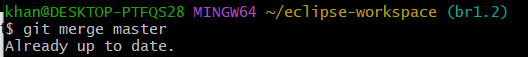 khan@DESKTOP-PTFQS28 MINGW64 ~/eclipse-workspace (br1.2)
$ git merge master
Already up to date.